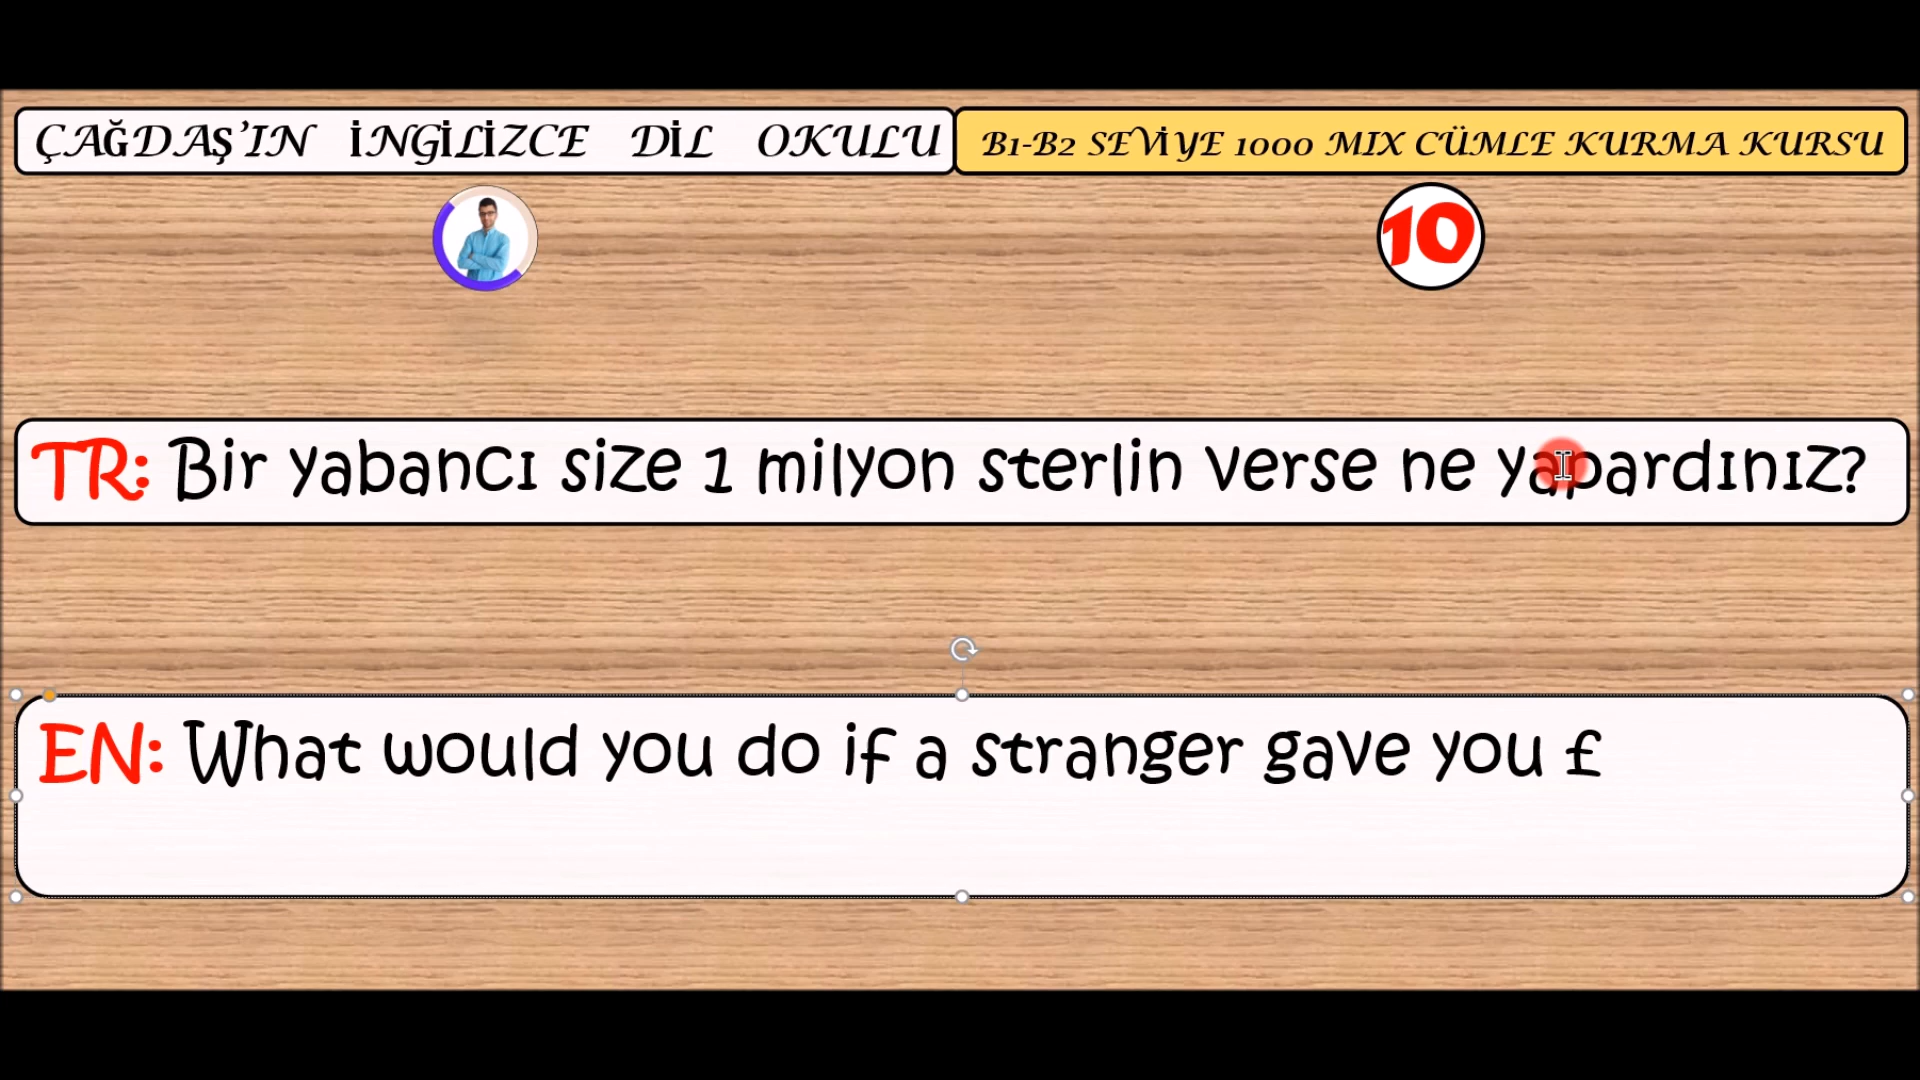 ÇAĞDAŞ’IN İNGİLİZCE DİL OKULU
B1-B2 SEVİYE 1000 MIX CÜMLE KURMA KURSU
10
TR: Bir yabancı size 1 milyon sterlin verse ne yapardınız?
EN: What would you do if a stranger gave you £